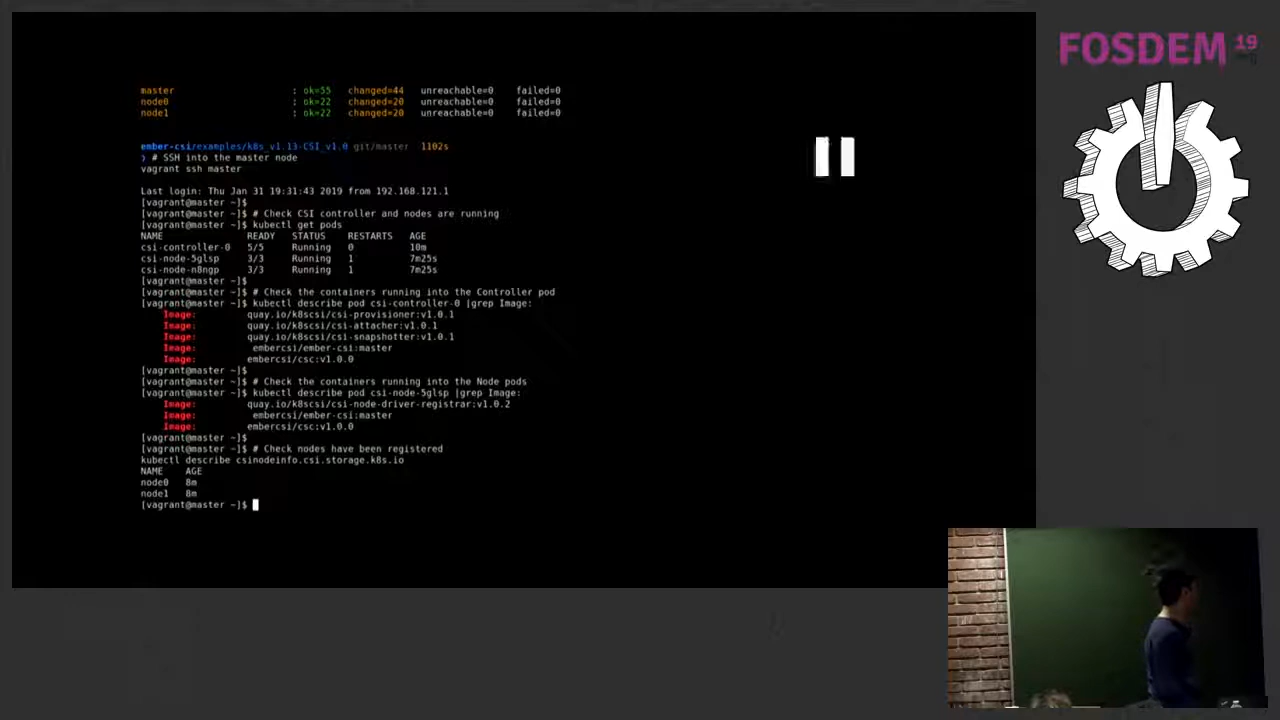 FOSDEM 19
master : ok=55 changed=44 unreachable=0 failed=0
node0 : ok=22 changed=20 unreachable=0 failed=0
node1 : ok=22 changed=20 unreachable=0 failed=0
ember-csi/examples/k8s_v1.13-CSI_v1.0 git/master 1102s
❯ # SSH into the master node
vagrant ssh master
Last login: Thu Jan 31 19:31:43 2019 from 192.168.121.1
[vagrant@master ~]$
[vagrant@master ~]$ # Check CSI controller and nodes are running
[vagrant@master ~]$ kubectl get pods
NAME READY STATUS RESTARTS AGE
csi-controller-0 5/5 Running 0 10m
csi-node-5glsp 3/3 Running 1 7m25s
csi-node-n8ngp 3/3 Running 1 7m25s
[vagrant@master ~]$
[vagrant@master ~]$ # Check the containers running into the Controller pod
[vagrant@master ~]$ kubectl describe pod csi-controller-0 |grep Image:
Image: quay.io/k8scsi/csi-provisioner:v1.0.1
Image: quay.io/k8scsi/csi-attacher:v1.0.1
Image: quay.io/k8scsi/csi-snapshotter:v1.0.1
Image: embercsi/ember-csi:master
Image: embercsi/csc:v1.0.0
[vagrant@master ~]$
[vagrant@master ~]$ # Check the containers running into the Node pods
[vagrant@master ~]$ kubectl describe pod csi-node-5glsp |grep Image:
Image: quay.io/k8scsi/csi-node-driver-registrar:v1.0.2
Image: embercsi/ember-csi:master
Image: embercsi/csc:v1.0.0
[vagrant@master ~]$
[vagrant@master ~]$ # Check nodes have been registered
kubectl describe csinodeinfo.csi.storage.k8s.io
NAME AGE
node0 8m
node1 8m
[vagrant@master ~]$